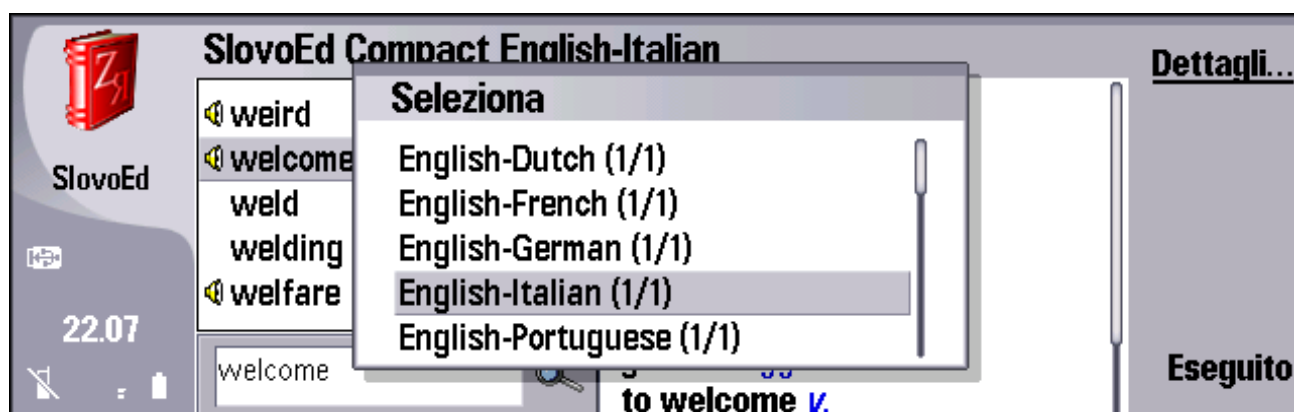 SlovoEd Compact English-Italian
Dettagli...
Seleziona
weird
welcome
weld
welding
welfare
English-Dutch (1/1)
English-French (1/1)
English-German (1/1)
English-Italian (1/1)
English-Portuguese (1/1)
SlovoEd
22.07
welcome
to welcome v.
Eseguito